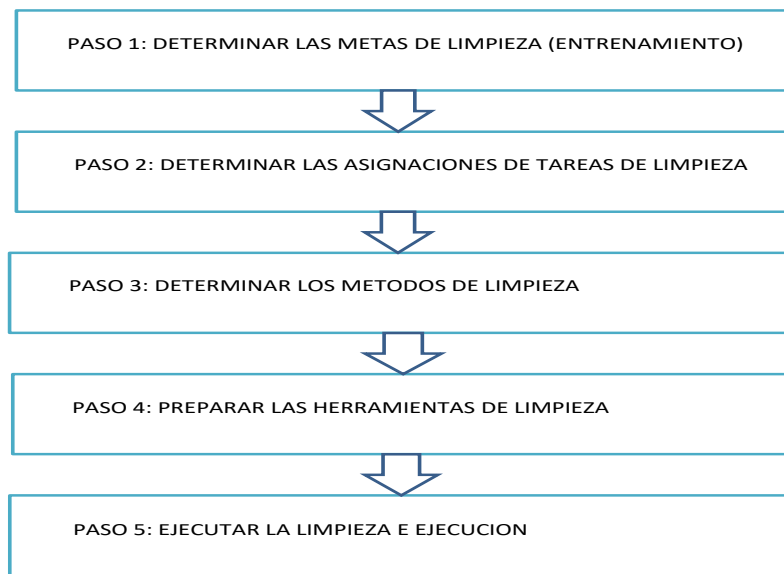 PASO 1: DETERMINAR LAS METAS DE LIMPIEZA (ENTRENAMIENTO)
PASO 2: DETERMINAR LAS ASIGNACIONES DE TAREAS DE LIMPIEZA
PASO 3: DETERMINAR LOS METODOS DE LIMPIEZA
PASO 4: PREPARAR LAS HERRAMIENTAS DE LIMPIEZA
PASO 5: EJECUTAR LA LIMPIEZA E EJECUCION